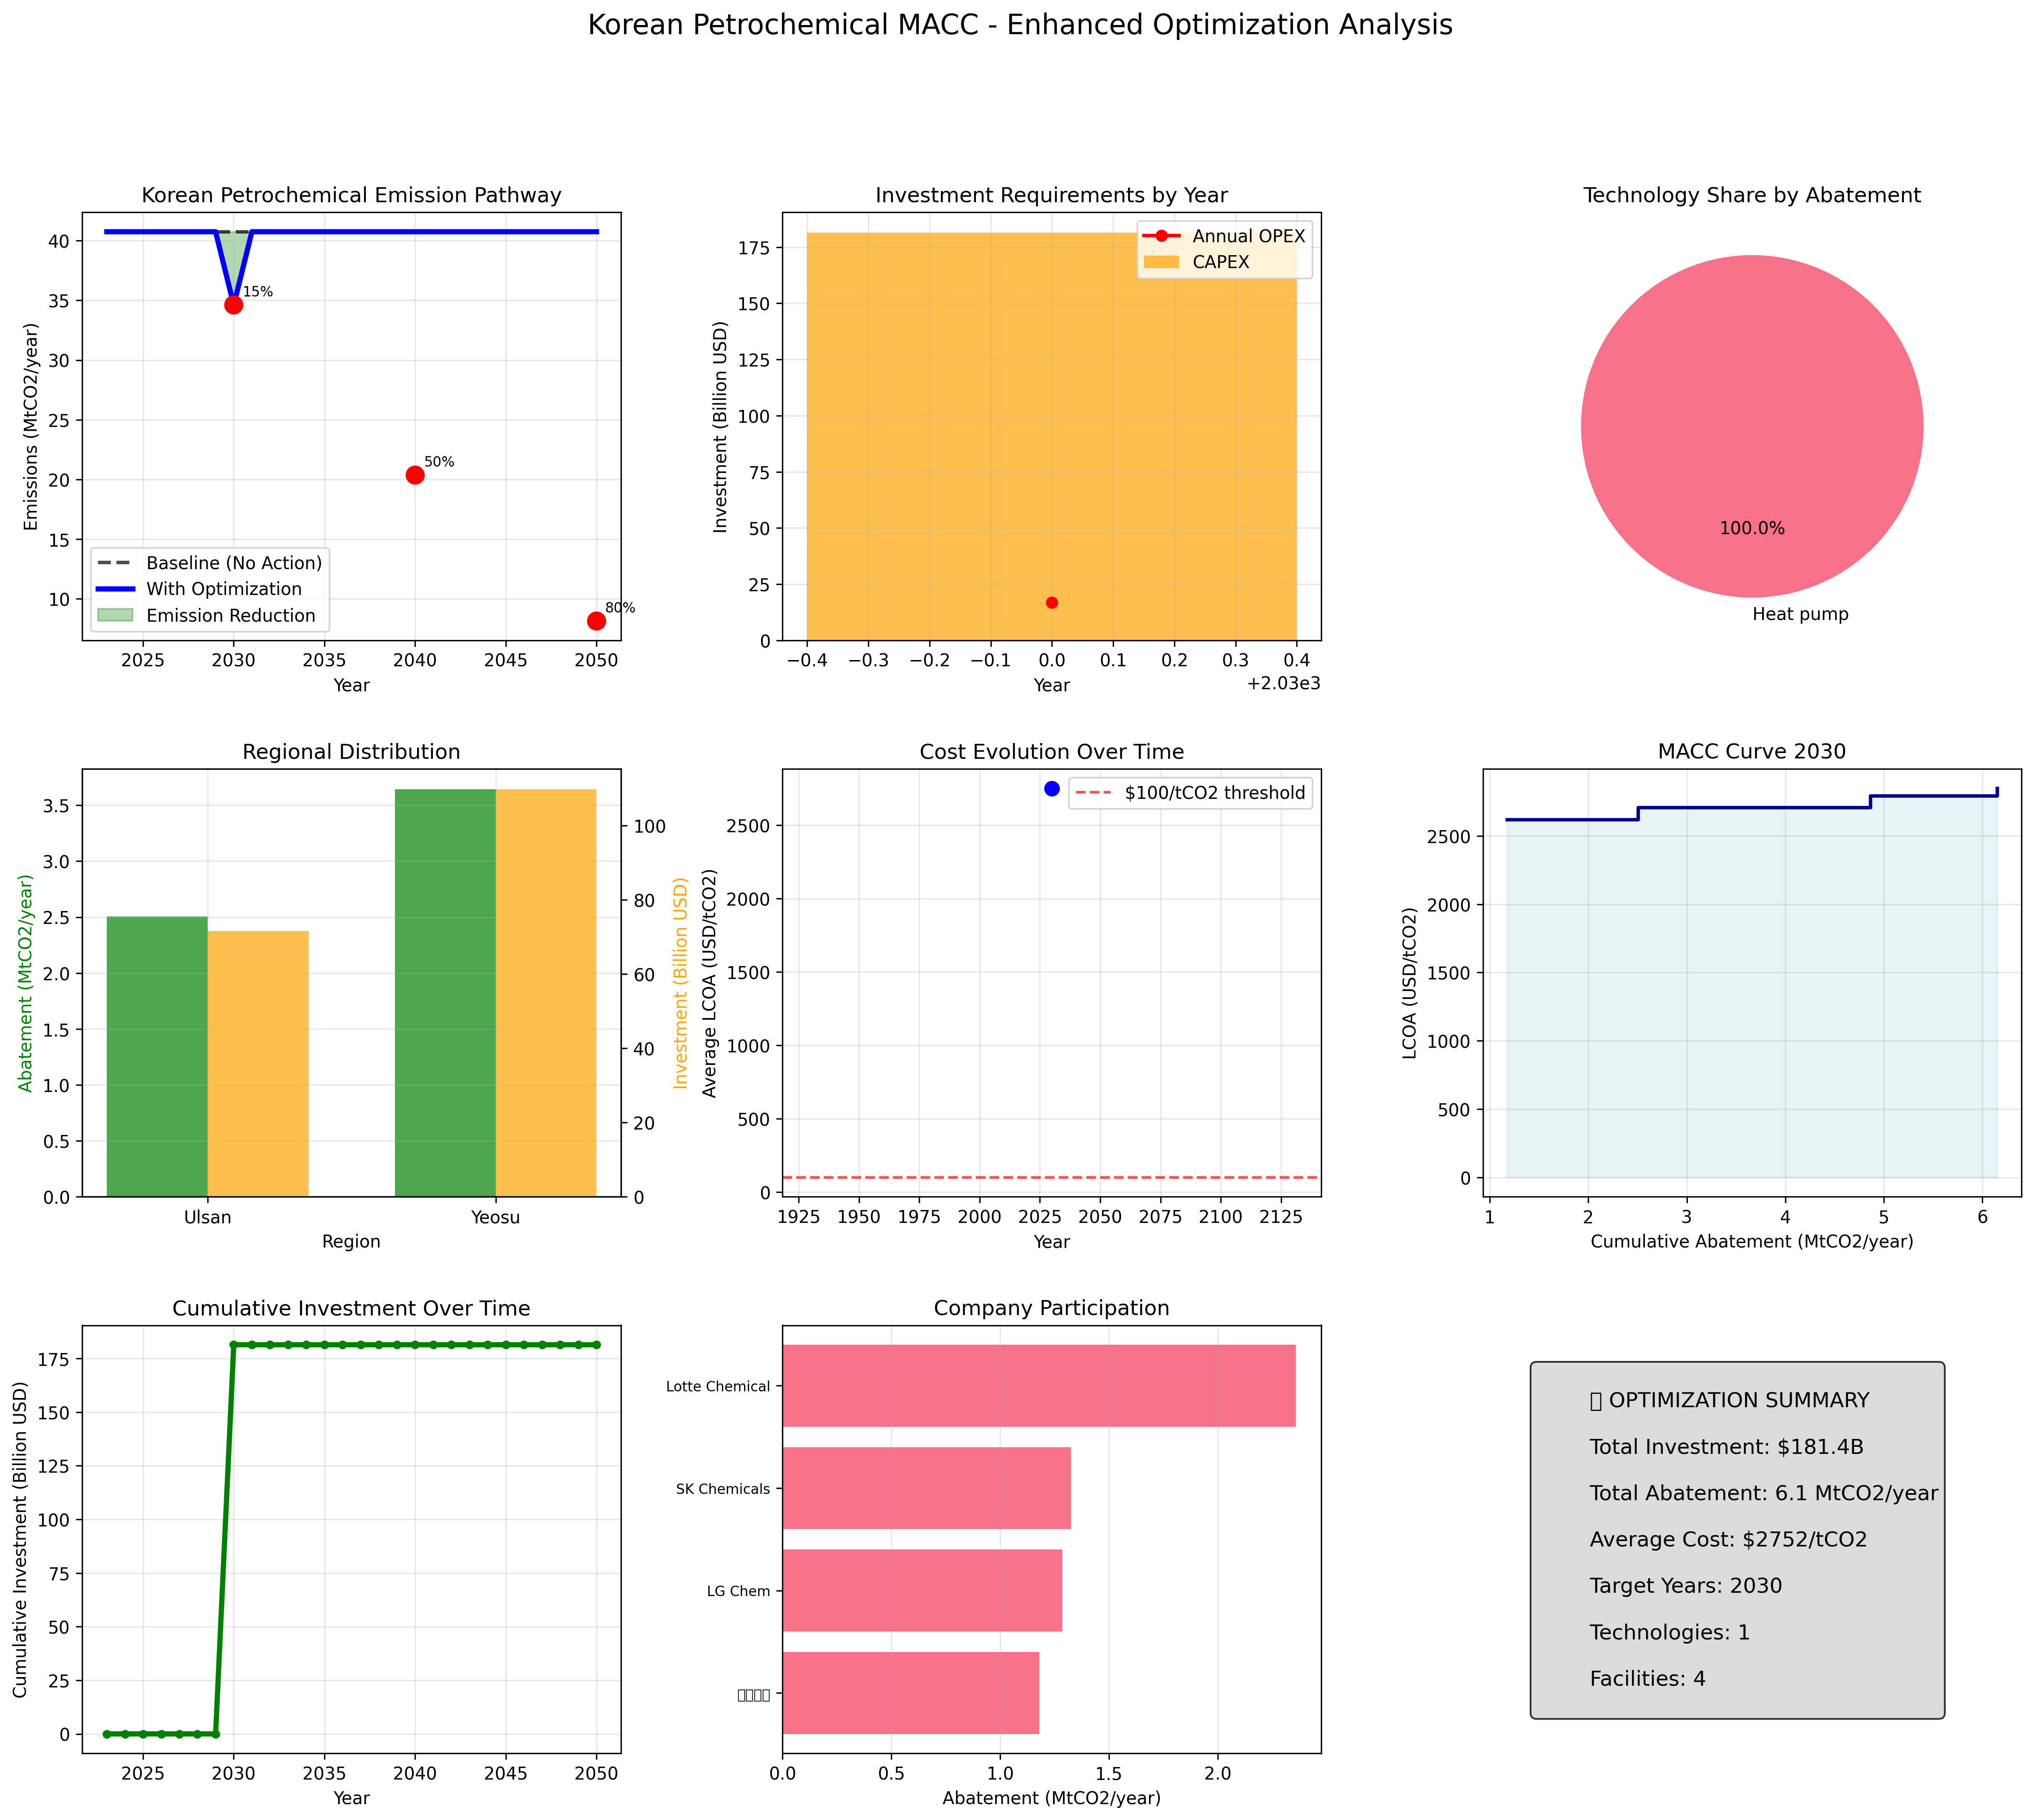 Korean Petrochemical MACC - Enhanced Optimization Analysis
Korean Petrochemical Emission Pathway
Emissions (MtCO2/year)
40
35
30
25
20
15
10
15%
50%
80%
Baseline (No Action)
With Optimization
Emission Reduction
2025
2030
2035
2040
2045
2050
Year
Investment Requirements by Year
Investment (Billion USD)
175
150
125
100
75
50
25
0
Annual OPEX
CAPEX
−0.4
−0.3
−0.2
−0.1
0.0
0.1
0.2
0.3
0.4
+2.03e3
Year
Technology Share by Abatement
100.0%
Heat pump
Regional Distribution
Abatement (MtCO2/year)
3.5
3.0
2.5
2.0
1.5
1.0
0.5
0.0
100
80
60
40
20
0
Investment (Billion USD)
Ulsan
Yeosu
Region
Cost Evolution Over Time
Average LCOA (USD/tCO2)
2500
2000
1500
1000
500
0
$100/tCO2 threshold
1925
1950
1975
2000
2025
2050
2075
2100
2125
Year
MACC Curve 2030
LCOA (USD/tCO2)
2500
2000
1500
1000
500
0
1
2
3
4
5
6
Cumulative Abatement (MtCO2/year)
Cumulative Investment Over Time
Cumulative Investment (Billion USD)
175
150
125
100
75
50
25
0
2025
2030
2035
2040
2045
2050
Year
Company Participation
Lotte Chemical
SK Chemicals
LG Chem
0.0
0.5
1.0
1.5
2.0
Abatement (MtCO2/year)
OPTIMIZATION SUMMARY
Total Investment: $181.4B
Total Abatement: 6.1 MtCO2/year
Average Cost: $2752/tCO2
Target Years: 2030
Technologies: 1
Facilities: 4